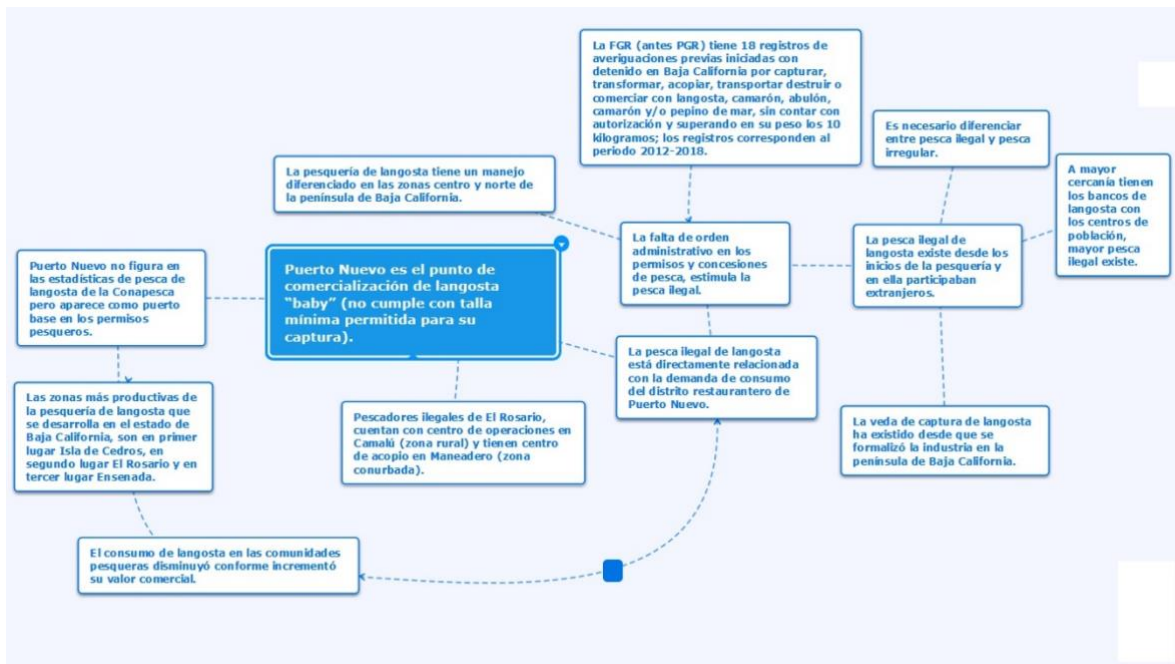 La FGR (antes PGR) tiene 18 registros de
averiguaciones previas iniciadas con
detenido en Baja California por capturar,
transformar, acopiar, transportar destruir o
comerciar con langosta, camarón, abulón,
camarón y/o pepino de mar, sin contar con
autorización y superando en su peso los 10
kilogramos; los registros corresponden al
periodo 2012-2018.
Es necesario diferenciar
entre pesca ilegal y pesca
irregular.
La pesquería de langosta tiene un manejo
diferenciado en las zonas centro y norte de
la península de Baja California.
A mayor
cercanía tienen
los bancos de
langosta con
los centros de
población,
mayor pesca
ilegal existe.
La falta de orden
administrativo en los
permisos y concesiones
de pesca, estimula la
pesca ilegal.
La pesca ilegal de
langosta existe desde los
inicios de la pesquería y
en ella participaban
extranjeros.
Puerto Nuevo no figura en
las estadísticas de pesca de
langosta de la Conapesca
pero aparece como puerto
base en los permisos
pesqueros.
Puerto Nuevo es el punto de
comercialización de langosta
"baby" (no cumple con talla
mínima permitida para su
captura).
La pesca ilegal de langosta
está directamente relacionada
con la demanda de consumo
del distrito restaurantero de
Puerto Nuevo.
Las zonas más productivas de
la pesquería de langosta que
se desarrolla en el estado de
Baja California, son en primer
lugar Isla de Cedros, en
segundo lugar El Rosario y en
tercer lugar Ensenada.
Pescadores ilegales de El Rosario,
cuentan con centro de operaciones en
Camalú (zona rural) y tienen centro
de acopio en Maneadero (zona
conurbada).
La veda de captura de langosta
ha existido desde que se
formalizó la industria en la
península de Baja California.
El consumo de langosta en las comunidades
pesqueras disminuyó conforme incrementó
su valor comercial.